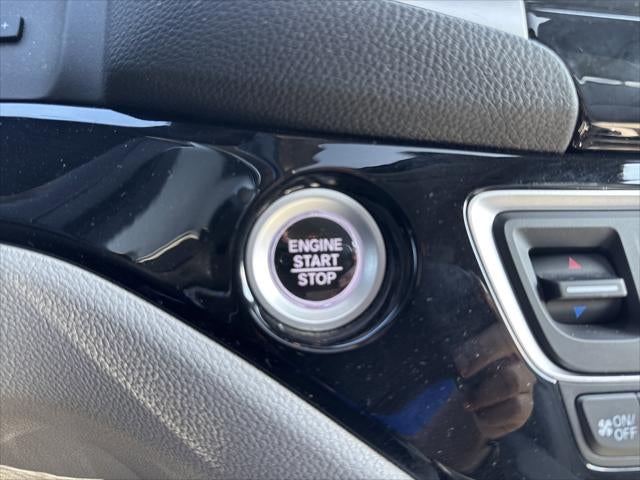 +
ENGINE
START
STOP
ON/
OFF